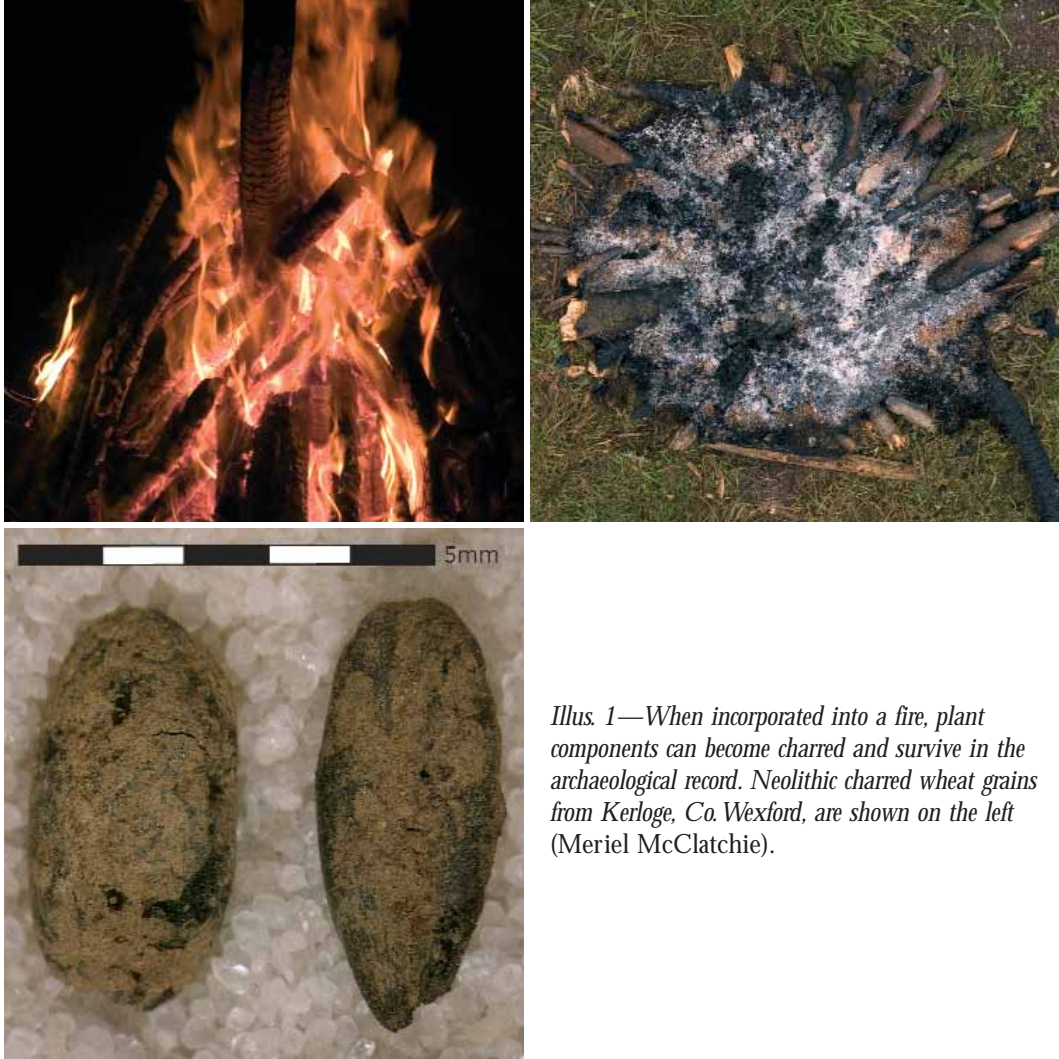 5mm
Illus. 1—When incorporated into a fire, plant
components can become charred and survive in the
archaeological record. Neolithic charred wheat grains
from Kerloge, Co. Wexford, are shown on the left
(Meriel McClatchie).